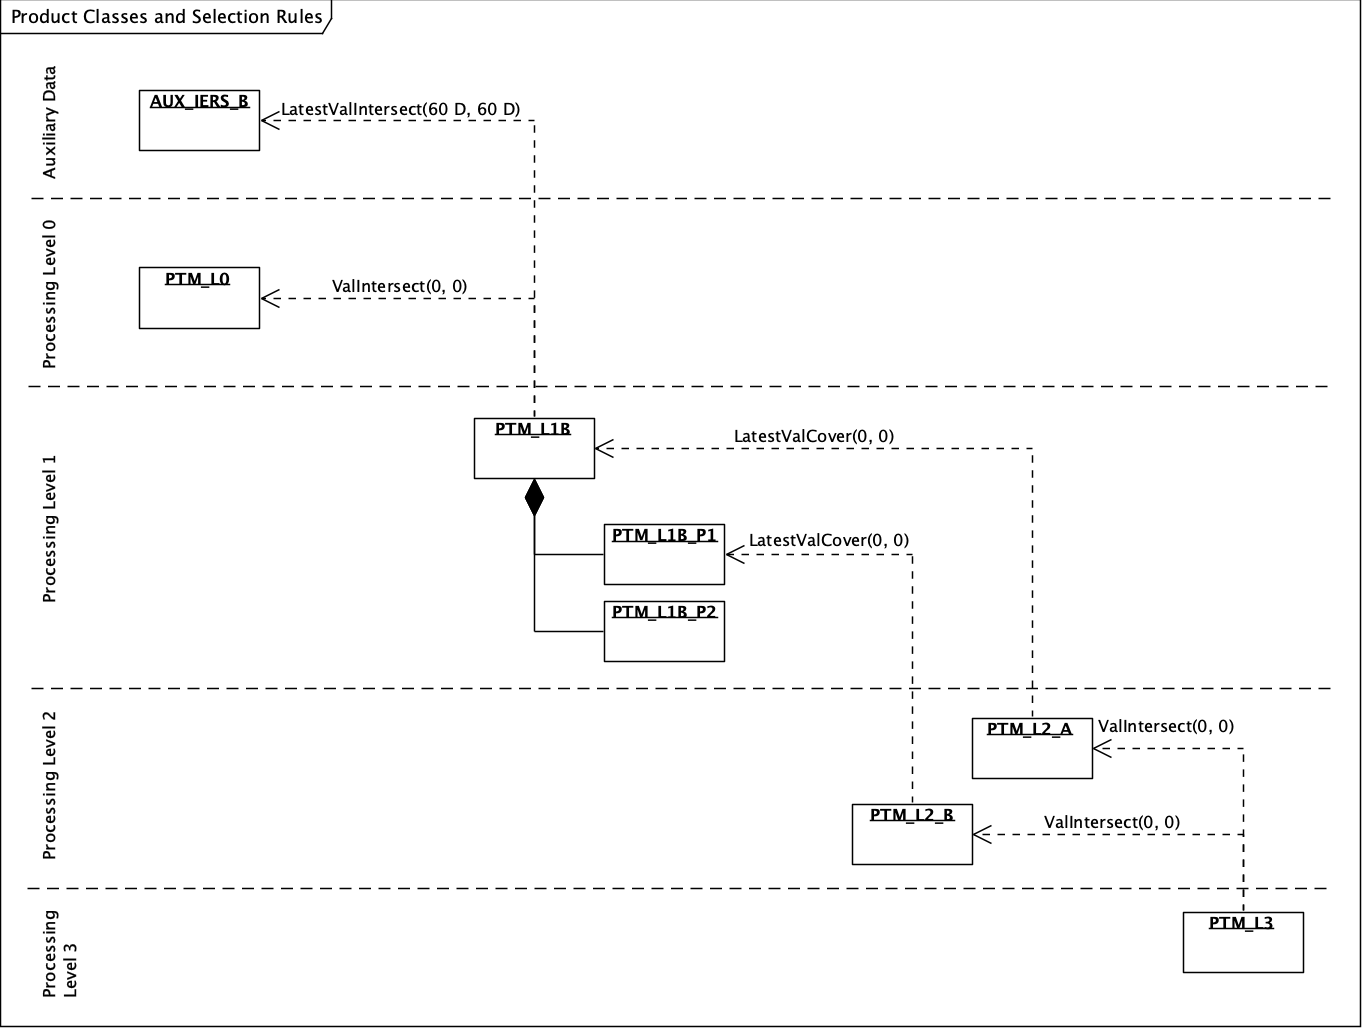 Product Classes and Selection Rules
Auxiliary Data
AUX_IERS_B
LatestValIntersect(60 D, 60 D)
Processing Level 0
PTM_L0
ValIntersect(0, 0)
Processing Level 1
PTM_L1B
LatestValCover(0, 0)
PTM_L1B_P1
LatestValCover(0, 0)
PTM_L1B_P2
Processing Level 2
PTM_L2_A
ValIntersect(0, 0)
PTM_L2_B
ValIntersect(0, 0)
Processing
Level 3
PTM_L3